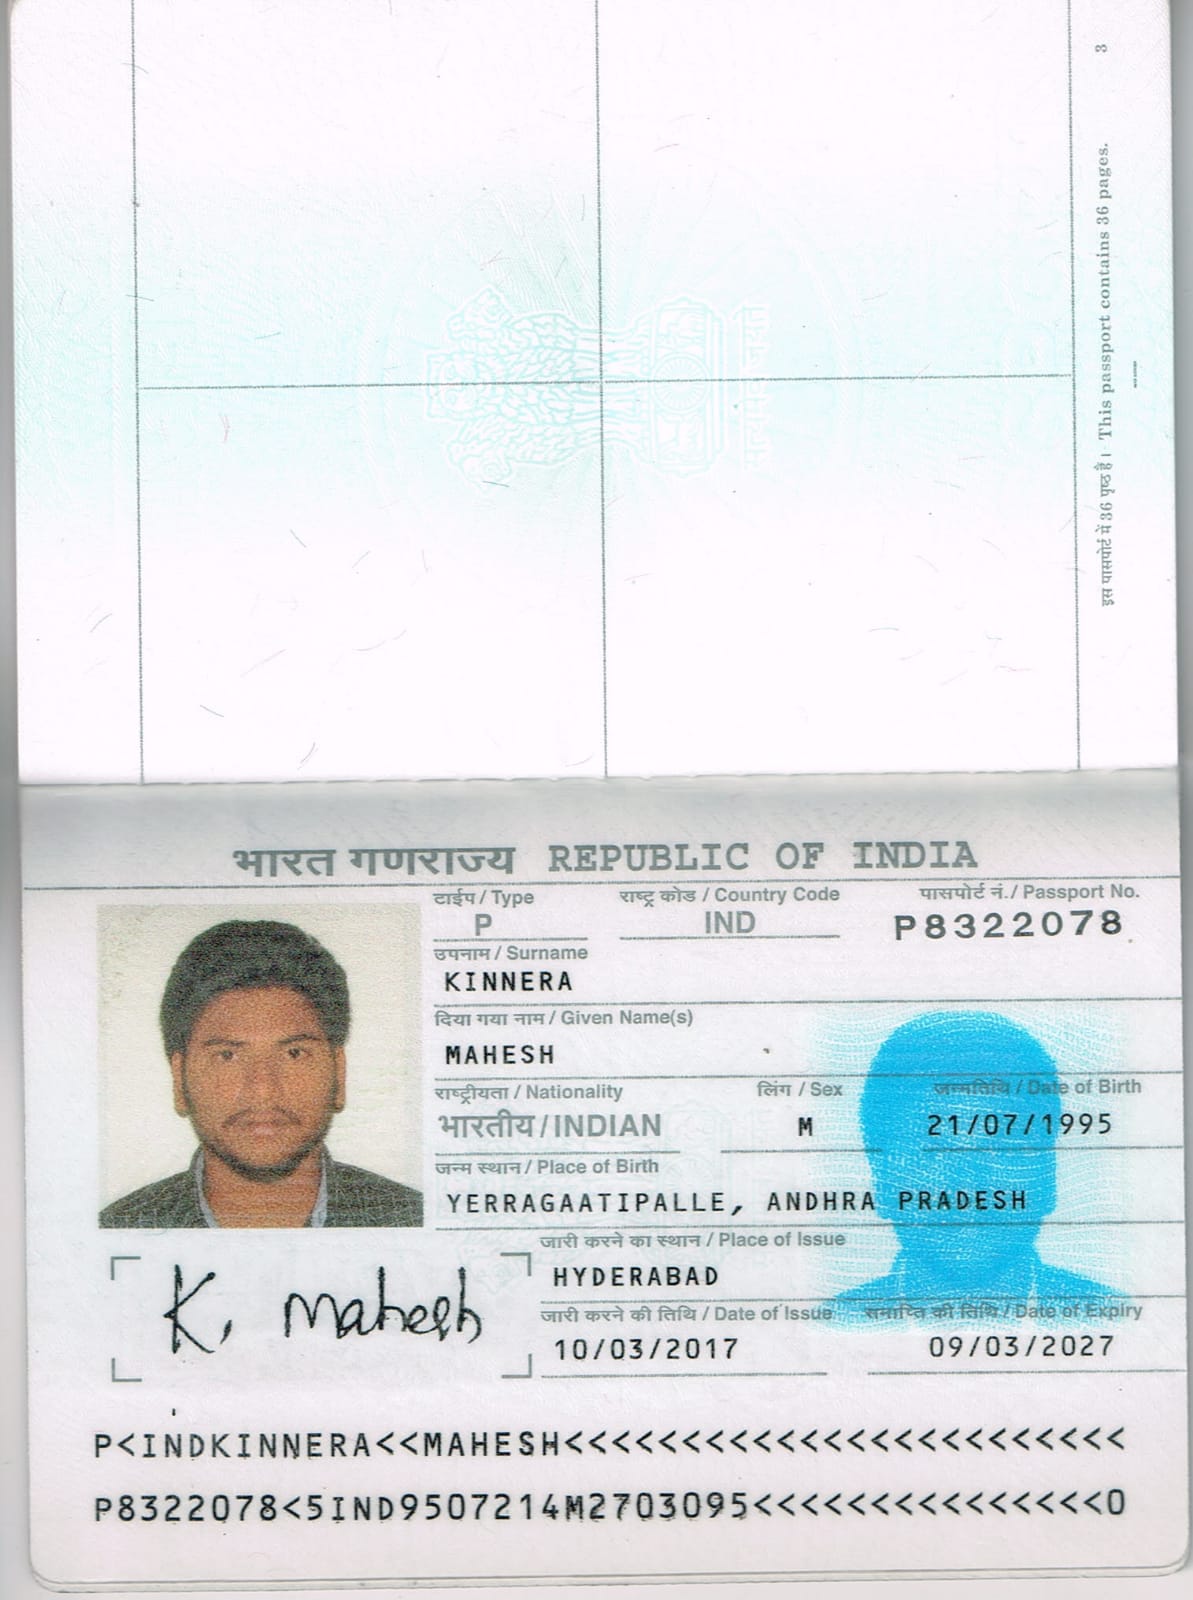 3
इस पासपोर्ट में 36 पृष्ठ हैं। This passport contains 36 pages.
भारत गणराज्य REPUBLIC OF INDIA
टाईप / Type राष्ट्र कोड / Country Code पासपोर्ट नं./ Passport No.
P IND P8322078
उपनाम / Surname
KINNERA
दिया गया नाम / Given Name(s)
MAHESH
राष्ट्रीयता / Nationality लिंग / Sex जन्मतिथि / Date of Birth
भारतीय/INDIAN M 21/07/1995
जन्म स्थान / Place of Birth
YERRAGAATIPALLE, ANDHRA PRADESH
जारी करने का स्थान / Place of Issue
HYDERABAD
जारी करने की तिथि / Date of Issue समाप्ति की तिथि / Date of Expiry
10/03/2017 09/03/2027
K. Mahesh
P<INDKINNERA<<MAHESH<<<<<<<<<<<<<<<<<<<<<<<<
P8322078<5IND9507214M2703095<<<<<<<<<<<<<<<0